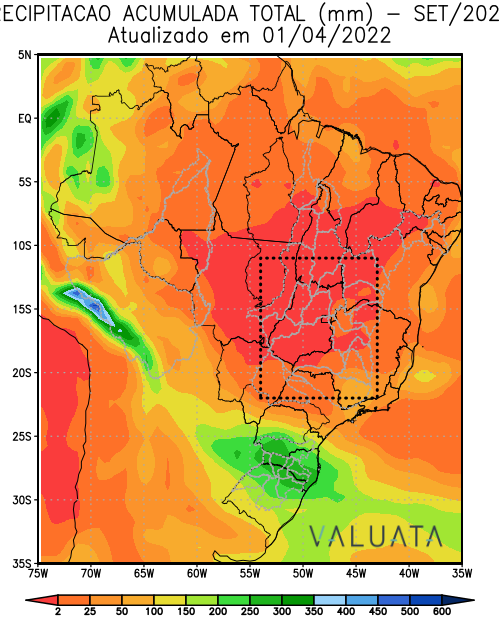 RECIPITACAO ACUMULADA TOTAL (mm) – SET/202
Atualizado em 01/04/2022
5N
EQ
5S
10S
15S
20S
25S
30S
35S
75W 70W 65W 60W 55W 50W 45W 40W 35W
VALUATA
2 25 50 100 150 200 250 300 350 400 450 500 600